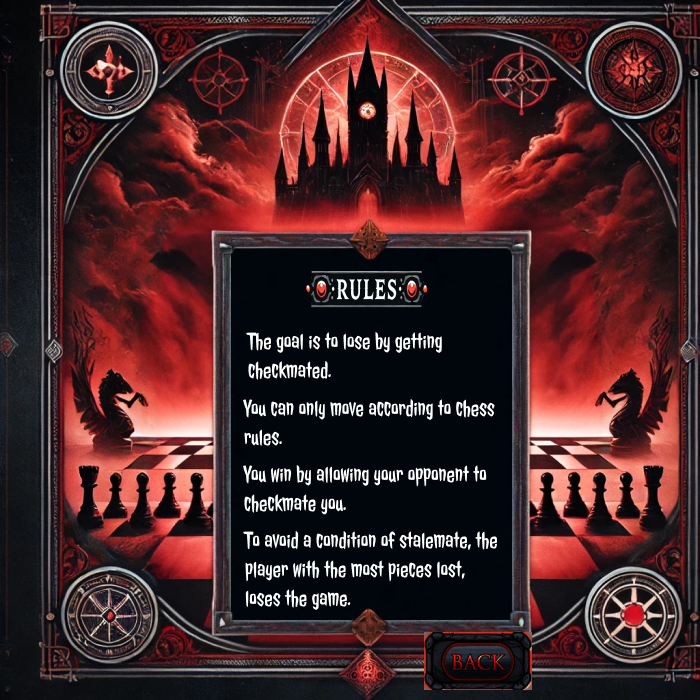 RULES
The goal is to lose by getting
checkmated.
You can only move according to chess
rules.
You win by allowing your opponent to
checkmate you.
To avoid a condition of stalemate, the
player with the most pieces lost,
loses the game.
BACK